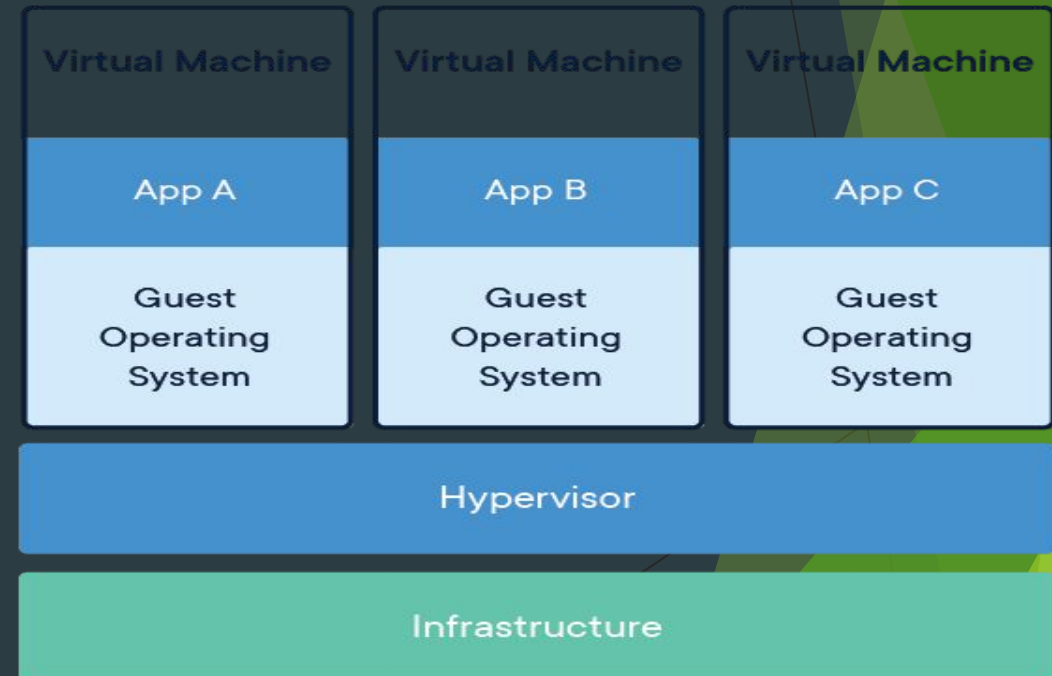 Virtual Machine Virtual Machine Virtual Machine
App A App B App C
Guest Guest Guest
Operating Operating Operating
System System System
Hypervisor
Infrastructure